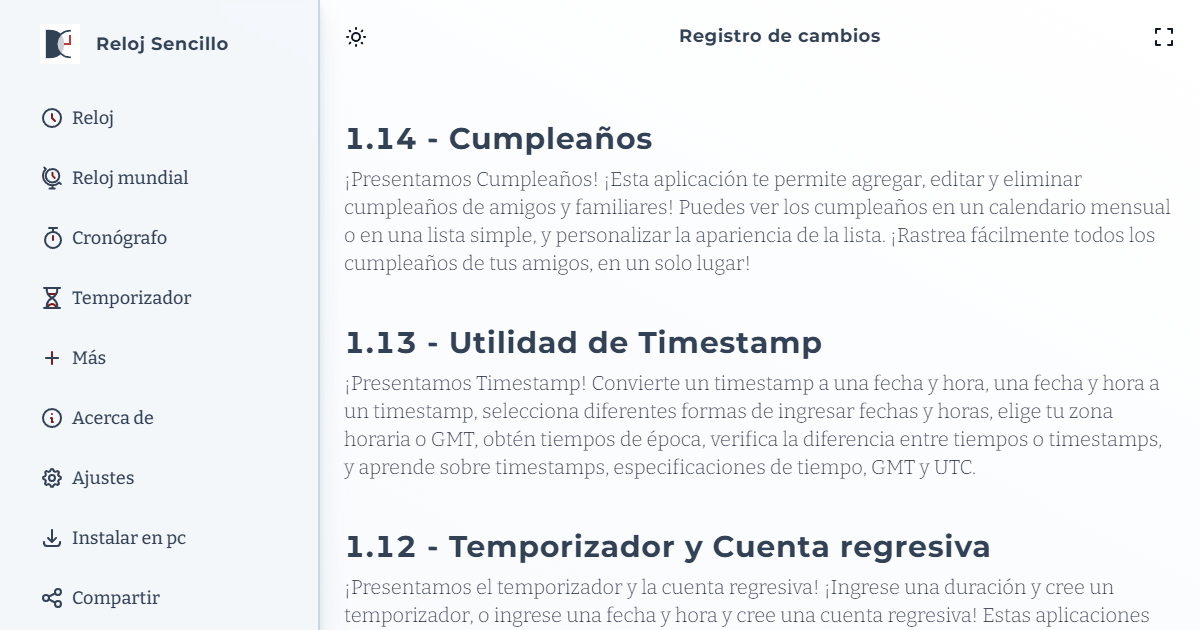 Reloj Sencillo
Reloj
Reloj mundial
Cronógrafo
Temporizador
Más
Acerca de
Ajustes
Instalar en pc
Compartir
Registro de cambios
1.14 - Cumpleaños
¡Presentamos Cumpleaños! ¡Esta aplicación te permite agregar, editar y eliminar
cumpleaños de amigos y familiares! Puedes ver los cumpleaños en un calendario mensual
o en una lista simple, y personalizar la apariencia de la lista. ¡Rastrea fácilmente todos los
cumpleaños de tus amigos, en un solo lugar!
1.13 - Utilidad de Timestamp
¡Presentamos Timestamp! Convierte un timestamp a una fecha y hora, una fecha y hora a
un timestamp, selecciona diferentes formas de ingresar fechas y horas, elige tu zona
horaria o GMT, obtén tiempos de época, verifica la diferencia entre tiempos o timestamps,
y aprende sobre timestamps, especificaciones de tiempo, GMT y UTC.
1.12 - Temporizador y Cuenta regresiva
¡Presentamos el temporizador y la cuenta regresiva! ¡Ingrese una duración y cree un
temporizador, o ingrese una fecha y hora y cree una cuenta regresiva! Estas aplicaciones